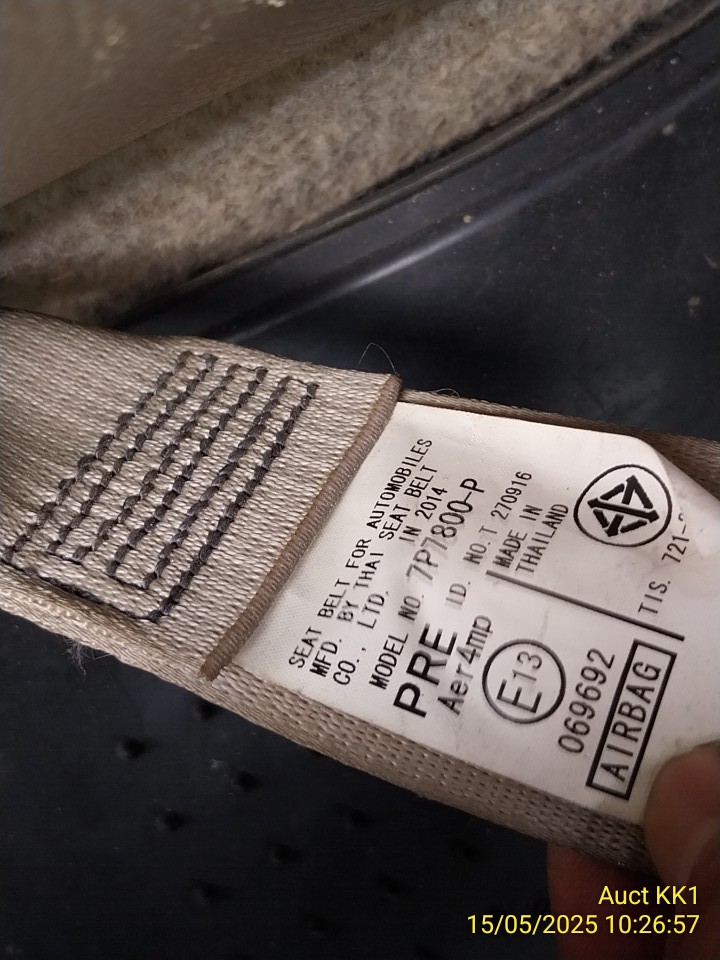 SEAT BELT FOR AUTOMOBILES
MFD. BY THAI SEAT BELT
CO., LTD. IN 2014
MODEL NO. 7P7800-P
PRE ID. NO. T 270916
Aer4mp
MADE IN
THAILAND
E13
069692
AIRBAG
TIS. 721-
Auct KK1
15/05/2025 10:26:57